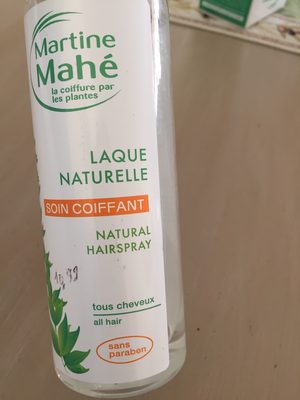 Martine
Mahé
la coiffure par
les plantes
LAQUE
NATURELLE
SOIN COIFFANT
NATURAL
HAIRSPRAY
tous cheveux
all hair
sans
paraben